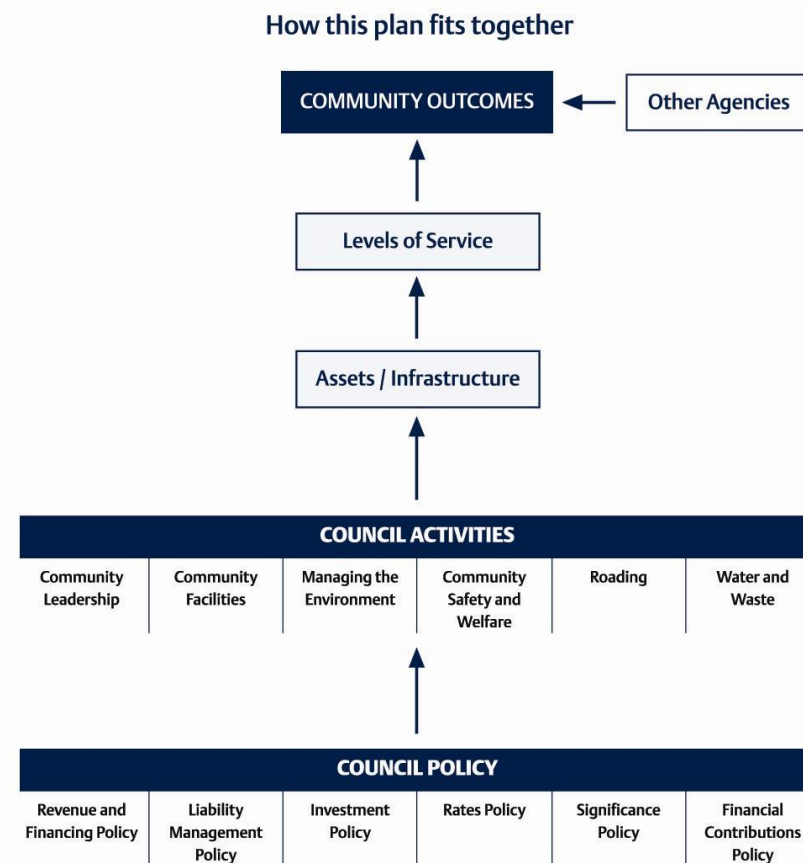 How this plan fits together
COMMUNITY OUTCOMES
Other Agencies
Levels of Service
Assets / Infrastructure
COUNCIL ACTIVITIES
Community
Leadership
Community
Facilities
Managing the
Environment
Community
Safety and
Welfare
Roading
Water and
Waste
COUNCIL POLICY
Revenue and
Financing Policy
Liability
Management
Policy
Investment
Policy
Rates Policy
Significance
Policy
Financial
Contributions
Policy